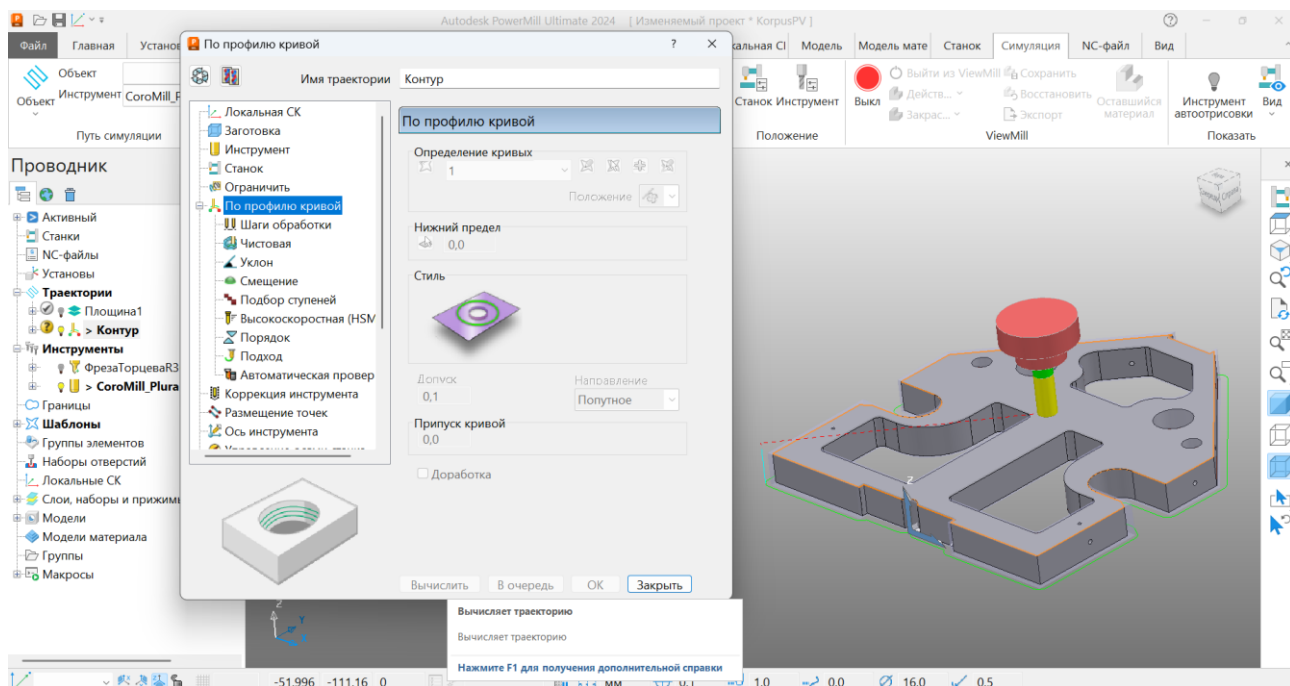 Autodesk PowerMill Ultimate 2024 [ Изменяемый проект * KorpusPV ]
Файл Главная Установ По профилю кривой ? × кальная СІ Модель Модель мате Станок Симуляция NC-файл Вид
Объект
Объект
Инструмент CoroMill_P
Путь симуляции
Имя траектории Контур
Станок Инструмент
Положение
Выкл
Выйти из ViewMill
Действ...
Закрас...
Сохранить
Восстановить
Экспорт
Оставшийся
материал
ViewMill
Инструмент
автоотрисовки
Вид
Показать
Проводник
Активный
Станки
NC-файлы
Установы
Траектории
Площина1
> Контур
Инструменты
ФрезаТорцеваR3
> CoroMill_Plura
Границы
Шаблоны
Группы элементов
Наборы отверстий
Локальные СК
Слои, наборы и прижимы
Модели
Модели материала
Группы
Макросы
Локальная СК
Заготовка
Инструмент
Станок
Ограничить
По профилю кривой
Шаги обработки
Чистовая
Уклон
Смещение
Подбор ступеней
Высокоскоростная (HSM
Порядок
Подход
Автоматическая провер
Коррекция инструмента
Размещение точек
Ось инструмента
По профилю кривой
Определение кривых
1
Положение
Нижний предел
0,0
Стиль
Допуск
0,1
Направление
Попутное
Припуск кривой
0,0
Доработка
Вычислить В очередь OK Закрыть
Вычисляет траекторию
Вычисляет траекторию
Нажмите F1 для получения дополнительной справки
Z
Z
Y
-51.996 -111.16 0 мм 0.1 1.0 0.0 16.0 0.5